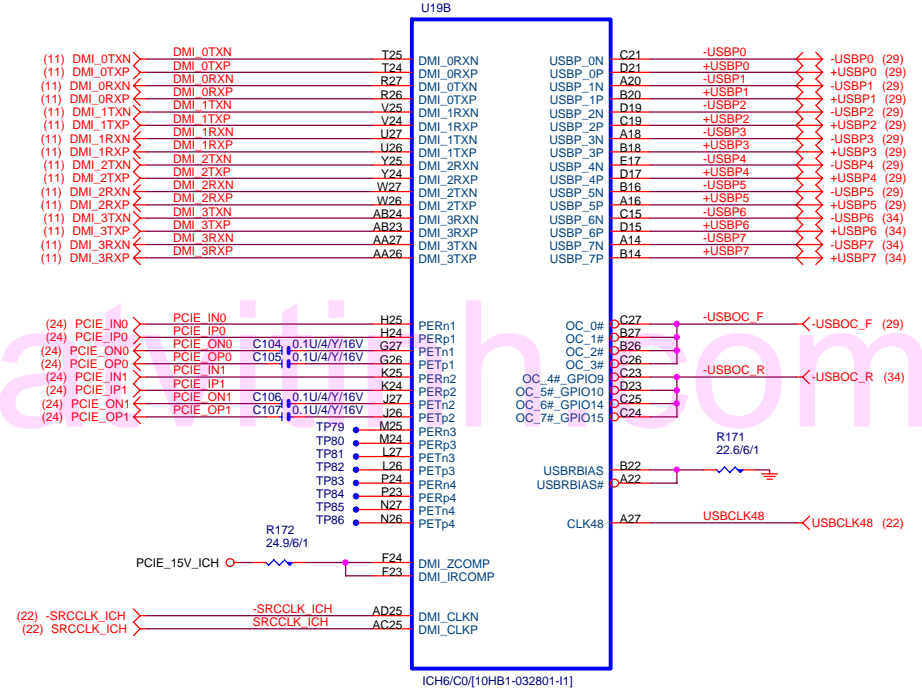 U19B
(11) DMI_0TXN DMI_0TXN T25 DMI_0RXN USBP_0N C21 -USBP0 -USBP0 (29)
(11) DMI_0TXP DMI_0TXP T24 DMI_0RXP USBP_0P D21 +USBP0 +USBP0 (29)
(11) DMI_0RXN DMI_0RXN R27 DMI_0TXN USBP_1N A20 -USBP1 -USBP1 (29)
(11) DMI_0RXP DMI_0RXP R26 DMI_0TXP USBP_1P B20 +USBP1 +USBP1 (29)
(11) DMI_1TXN DMI_1TXN V25 DMI_1RXN USBP_2N D19 -USBP2 -USBP2 (29)
(11) DMI_1TXP DMI_1TXP V24 DMI_1RXP USBP_2P C19 +USBP2 +USBP2 (29)
(11) DMI_1RXN DMI_1RXN U27 DMI_1TXN USBP_3N A18 -USBP3 -USBP3 (29)
(11) DMI_1RXP DMI_1RXP U26 DMI_1TXP USBP_3P B18 +USBP3 +USBP3 (29)
(11) DMI_2TXN DMI_2TXN Y25 DMI_2RXN USBP_4N E17 -USBP4 -USBP4 (29)
(11) DMI_2TXP DMI_2TXP Y24 DMI_2RXP USBP_4P D17 +USBP4 +USBP4 (29)
(11) DMI_2RXN DMI_2RXN W27 DMI_2TXN USBP_5N B16 -USBP5 -USBP5 (29)
(11) DMI_2RXP DMI_2RXP W26 DMI_2TXP USBP_5P A16 +USBP5 +USBP5 (29)
(11) DMI_3TXN DMI_3TXN AB24 DMI_3RXN USBP_6N C15 -USBP6 -USBP6 (34)
(11) DMI_3TXP DMI_3TXP AB23 DMI_3RXP USBP_6P D15 +USBP6 +USBP6 (34)
(11) DMI_3RXN DMI_3RXN AA27 DMI_3TXN USBP_7N A14 -USBP7 -USBP7 (34)
(11) DMI_3RXP DMI_3RXP AA26 DMI_3TXP USBP_7P B14 +USBP7 +USBP7 (34)
atvitinh.com
(24) PCIE_IN0 PCIE_IN0 H25 PERn1 OC_0# C27 -USBOC_F -USBOC_F (29)
(24) PCIE_IP0 PCIE_IP0 H24 PERp1 OC_1# B27
(24) PCIE_ON0 PCIE_ON0 C104 0.1U/4/Y/16V G27 PETn1 OC_2# B26
(24) PCIE_OP0 PCIE_OP0 C105 0.1U/4/Y/16V G26 PETp1 OC_3# C26
(24) PCIE_IN1 PCIE_IN1 K25 PERn2 OC_4#_GPIO9 C23 -USBOC_R -USBOC_R (34)
(24) PCIE_IP1 PCIE_IP1 K24 PERp2 OC_5#_GPIO10 D23
(24) PCIE_ON1 PCIE_ON1 C106 0.1U/4/Y/16V J27 PETn2 OC_6#_GPIO14 C25
(24) PCIE_OP1 PCIE_OP1 C107 0.1U/4/Y/16V J26 PETp2 OC_7#_GPIO15 C24
TP79 M25 PERn3
TP80 M24 PERp3
TP81 L27 PETn3
R171
22.6/6/1
TP82 L26 PETp3 USBRBIAS B22
TP83 P24 PERn4 USBRBIAS# A22
TP84 P23 PERp4
TP85 N27 PETn4
TP86 N26 PETp4 CLK48 A27 USBCLK48 USBCLK48 (22)
R172
24.9/6/1
PCIE_15V_ICH F24 DMI_ZCOMP
F23 DMI_IRCOMP
(22) -SRCCLK_ICH -SRCCLK_ICH AD25 DMI_CLKN
(22) SRCCLK_ICH SRCCLK_ICH AC25 DMI_CLKP
ICH6/C0/[10HB1-032801-I1]